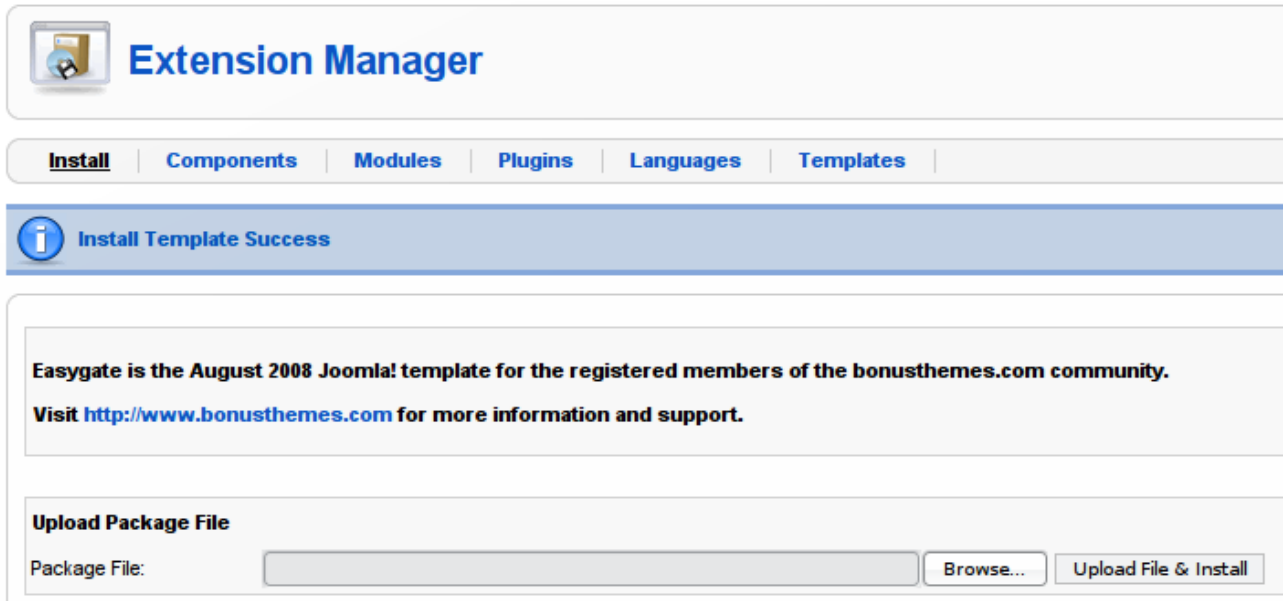 Extension Manager
Install Components Modules Plugins Languages Templates
Install Template Success
Easygate is the August 2008 Joomla! template for the registered members of the bonusthemes.com community.
Visit http://www.bonusthemes.com for more information and support.
Upload Package File
Package File: Browse... Upload File & Install